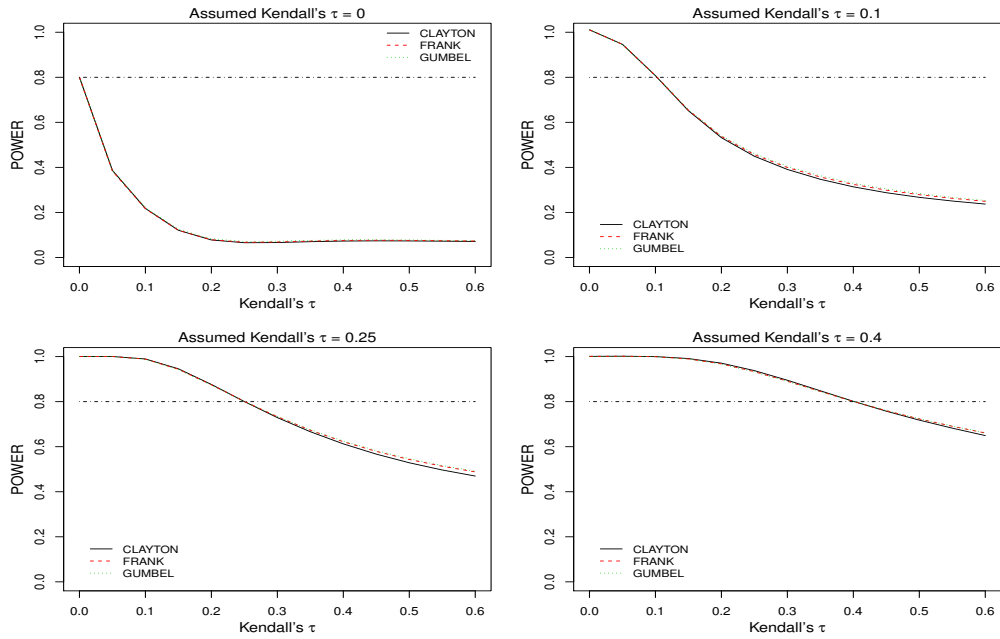 Assumed Kendall's τ = 0
POWER
1.0
0.8
0.6
0.4
0.2
0.0
CLAYTON
FRANK
GUMBEL
0.0 0.1 0.2 0.3 0.4 0.5 0.6
Kendall's τ
Assumed Kendall's τ = 0.1
POWER
1.0
0.8
0.6
0.4
0.2
0.0
CLAYTON
FRANK
GUMBEL
0.0 0.1 0.2 0.3 0.4 0.5 0.6
Kendall's τ
Assumed Kendall's τ = 0.25
POWER
1.0
0.8
0.6
0.4
0.2
0.0
CLAYTON
FRANK
GUMBEL
0.0 0.1 0.2 0.3 0.4 0.5 0.6
Kendall's τ
Assumed Kendall's τ = 0.4
POWER
1.0
0.8
0.6
0.4
0.2
0.0
CLAYTON
FRANK
GUMBEL
0.0 0.1 0.2 0.3 0.4 0.5 0.6
Kendall's τ